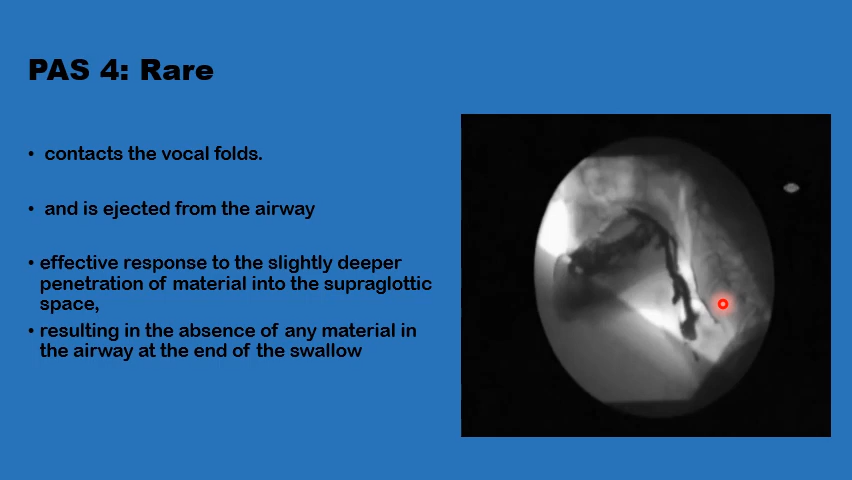 PAS 4: Rare
• contacts the vocal folds.
• and is ejected from the airway
• effective response to the slightly deeper
penetration of material into the supraglottic
space,
• resulting in the absence of any material in
the airway at the end of the swallow